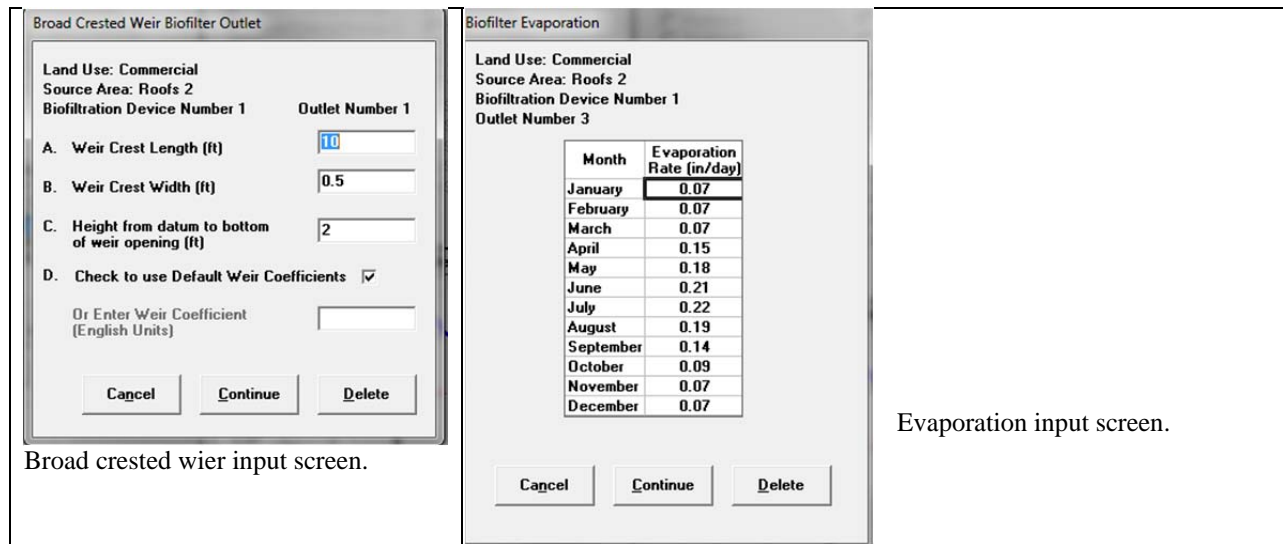 Broad Crested Weir Biofilter Outlet
Land Use: Commercial
Source Area: Roofs 2
Biofiltration Device Number 1 Outlet Number 1
A. Weir Crest Length (ft) 10
B. Weir Crest Width (ft) 0.5
C. Height from datum to bottom of weir opening (ft) 2
D. Check to use Default Weir Coefficients
Or Enter Weir Coefficient
(English Units)
Cancel Continue Delete
Broad crested wier input screen.
Biofilter Evaporation
Land Use: Commercial
Source Area: Roofs 2
Biofiltration Device Number 1
Outlet Number 3
Month Evaporation Rate (in/day)
January 0.07
February 0.07
March 0.07
April 0.15
May 0.18
June 0.21
July 0.22
August 0.19
September 0.14
October 0.09
November 0.07
December 0.07
Cancel Continue Delete
Evaporation input screen.